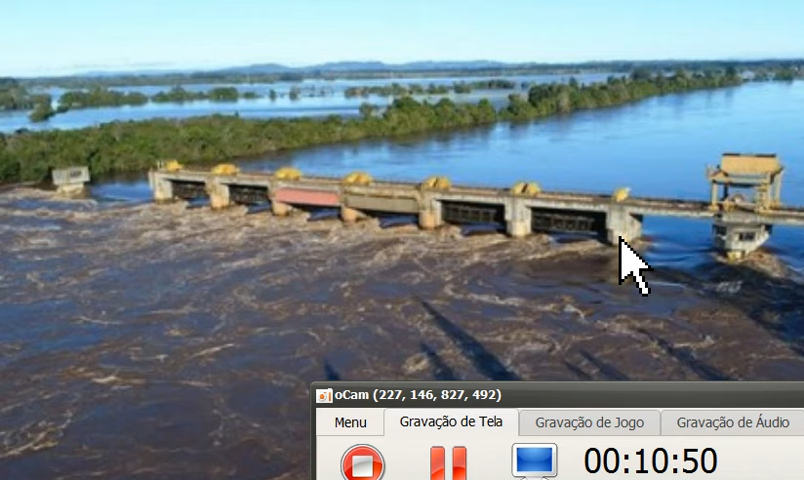 oCam (227, 146, 827, 492)
Menu Gravação de Tela Gravação de Jogo Gravação de Áudio
00:10:50